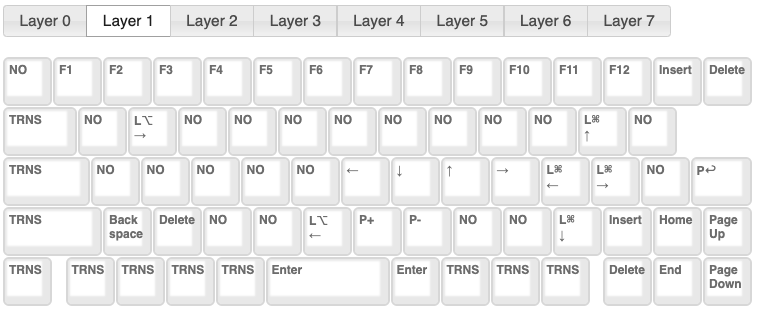 Layer 0 Layer 1 Layer 2 Layer 3 Layer 4 Layer 5 Layer 6 Layer 7
NO F1 F2 F3 F4 F5 F6 F7 F8 F9 F10 F11 F12 Insert Delete
TRNS NO L⌥ → NO NO NO NO NO NO NO NO L⌘ ↑ NO
TRNS NO NO NO NO NO ← ↓ ↑ → L⌘ ← L⌘ → NO P↩
TRNS Back space Delete NO NO L⌥ ← P+ P- NO NO L⌘ ↓ Insert Home Page Up
TRNS TRNS TRNS TRNS TRNS Enter Enter TRNS TRNS TRNS Delete End Page Down